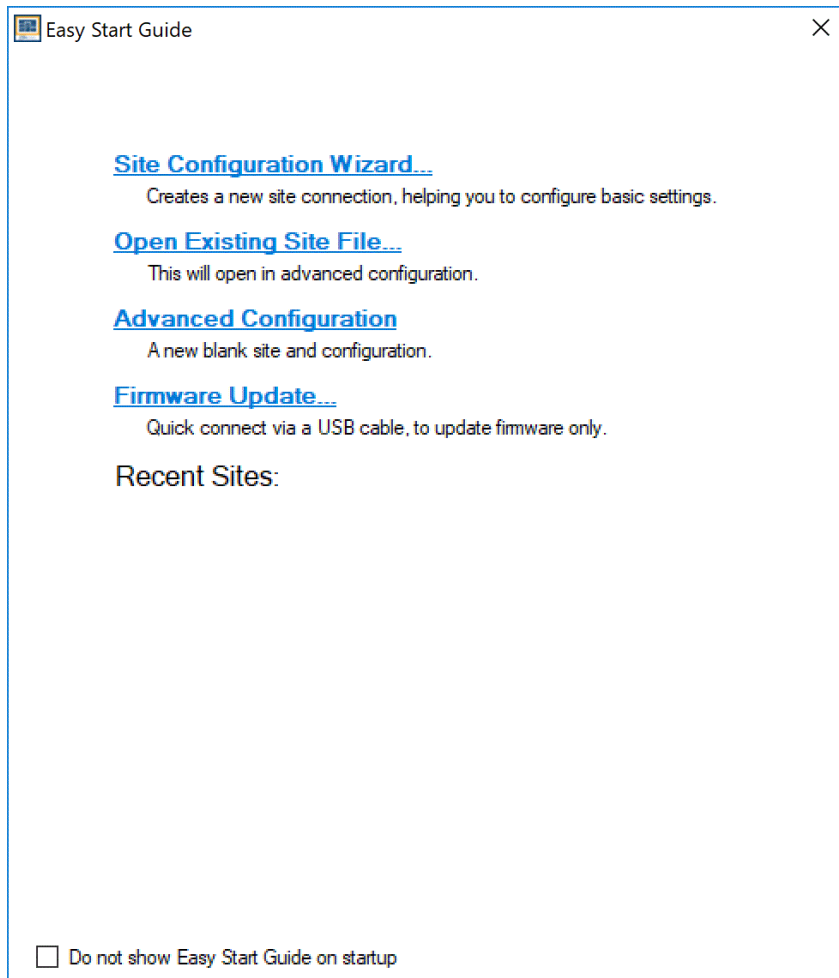 Easy Start Guide
Site Configuration Wizard...
Creates a new site connection, helping you to configure basic settings.
Open Existing Site File...
This will open in advanced configuration.
Advanced Configuration
A new blank site and configuration.
Firmware Update...
Quick connect via a USB cable, to update firmware only.
Recent Sites:
Do not show Easy Start Guide on startup